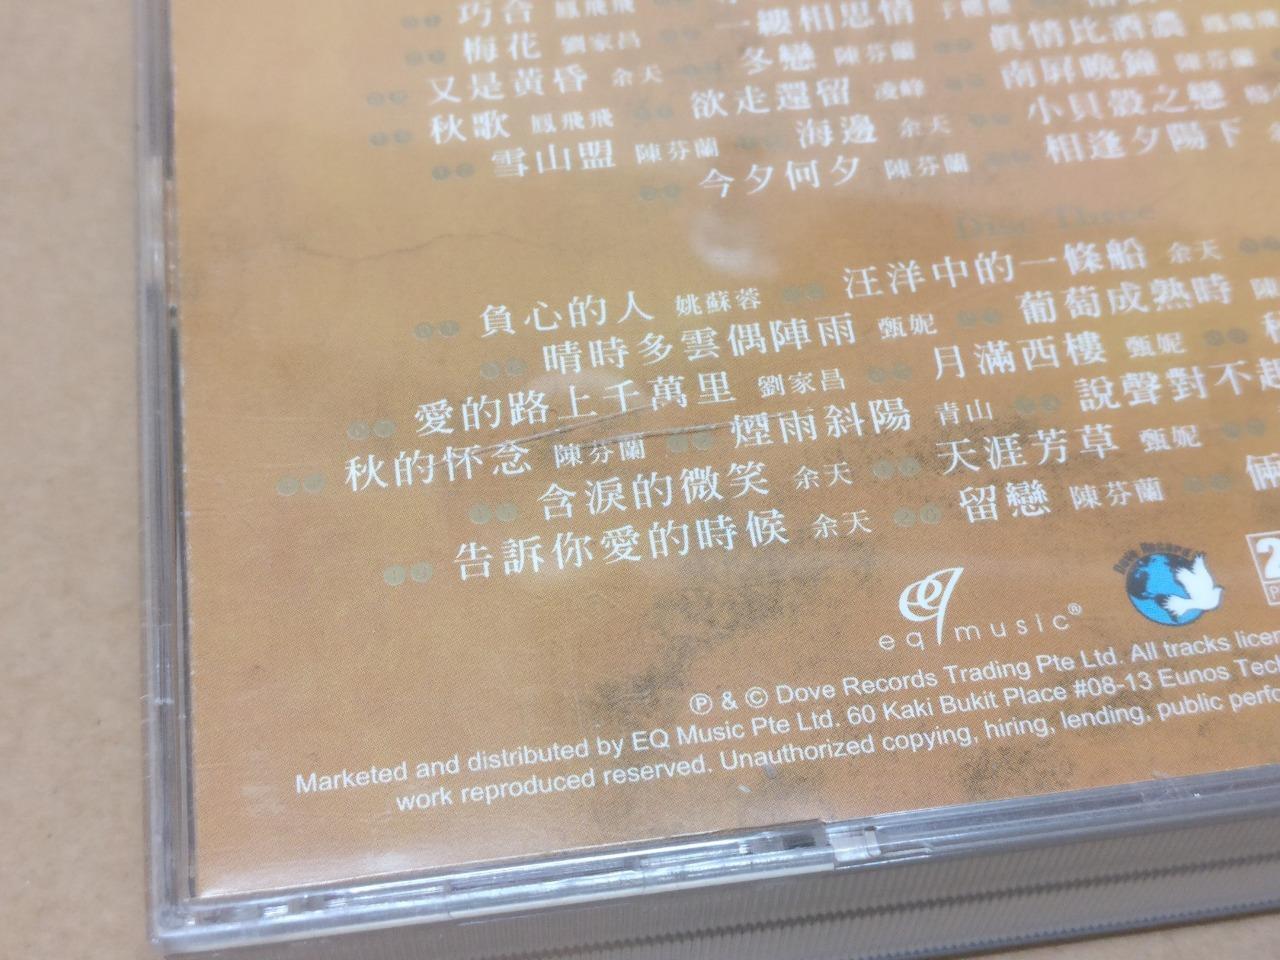 巧合 鳳飛飛
一縷相思情
梅花 劉家昌 冬戀 陳芬蘭 真情比酒濃 鳳飛飛
又是黃昏 余天 欲走還留 凌峰 南屏晚鐘 陳芬蘭
秋歌 鳳飛飛 海邊 余天 小貝殼之戀
雪山盟 陳芬蘭 今夕何夕 陳芬蘭 相逢夕陽下
Disc Three
負心的人 姚蘇蓉 汪洋中的一條船 余天
晴時多雲偶陣雨 甄妮 葡萄成熟時
愛的路上千萬里 劉家昌 月滿西樓 甄妮
秋的怀念 陳芬蘭 煙雨斜陽 青山 說聲對不起
含淚的微笑 余天 天涯芳草 甄妮
告訴你愛的時候 余天 20 留戀 陳芬蘭
eq music®
Dove Records
Ⓟ & © Dove Records Trading Pte Ltd. All tracks licen
Marketed and distributed by EQ Music Pte Ltd. 60 Kaki Bukit Place #08-13 Eunos Tech
work reproduced reserved. Unauthorized copying, hiring, lending, public perfo